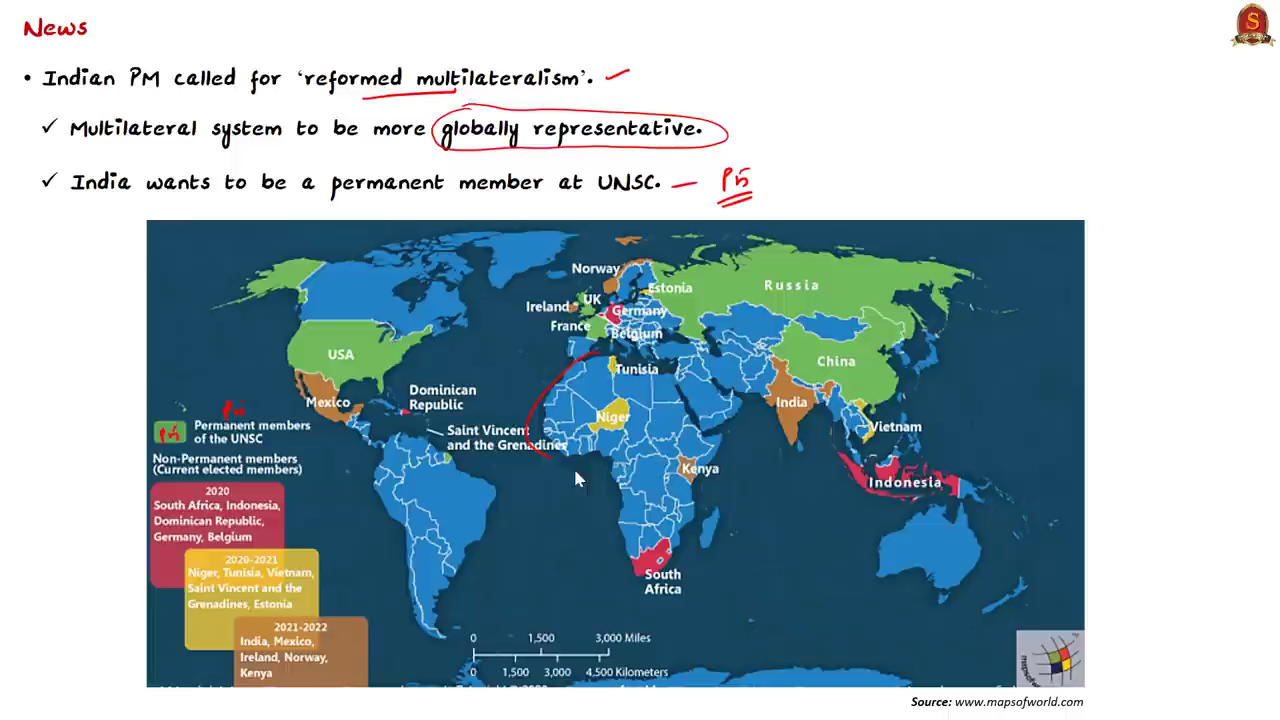 News
• Indian PM called for ‘reformed multilateralism’.
✓ Multilateral system to be more globally representative.
✓ India wants to be a permanent member at UNSC. — P5
Norway
Estonia
Russia
Ireland
UK
Germany
France
Belgium
USA
China
Tunisia
Mexico
Dominican
Republic
India
Niger
Vietnam
Saint Vincent
and the Grenadines
Kenya
Indonesia
South
Africa
P5
P5
Permanent members
of the UNSC
Non-Permanent members
(Current elected members)
2020
South Africa, Indonesia,
Dominican Republic,
Germany, Belgium
2020-2021
Niger, Tunisia, Vietnam,
Saint Vincent and the
Grenadines, Estonia
2021-2022
India, Mexico,
Ireland, Norway,
Kenya
0 1,500 3,000 Miles
0 1,500 3,000 4,500 Kilometers
Source: www.mapsofworld.com
S